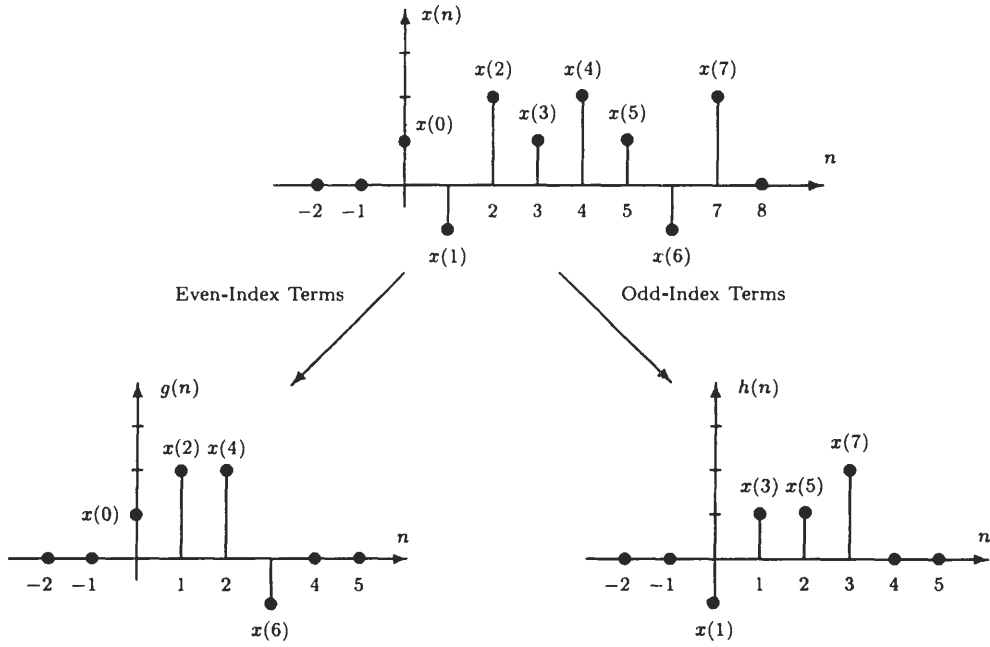 x(n)
x(2) x(4) x(7)
x(3) x(5)
x(0)
n
−2 −1 2 3 4 5 7 8
x(1) x(6)
Even-Index Terms Odd-Index Terms
g(n) h(n)
x(2) x(4) x(7)
x(3) x(5)
x(0)
n n
−2 −1 1 2 4 5 −2 −1 1 2 3 4 5
x(6) x(1)